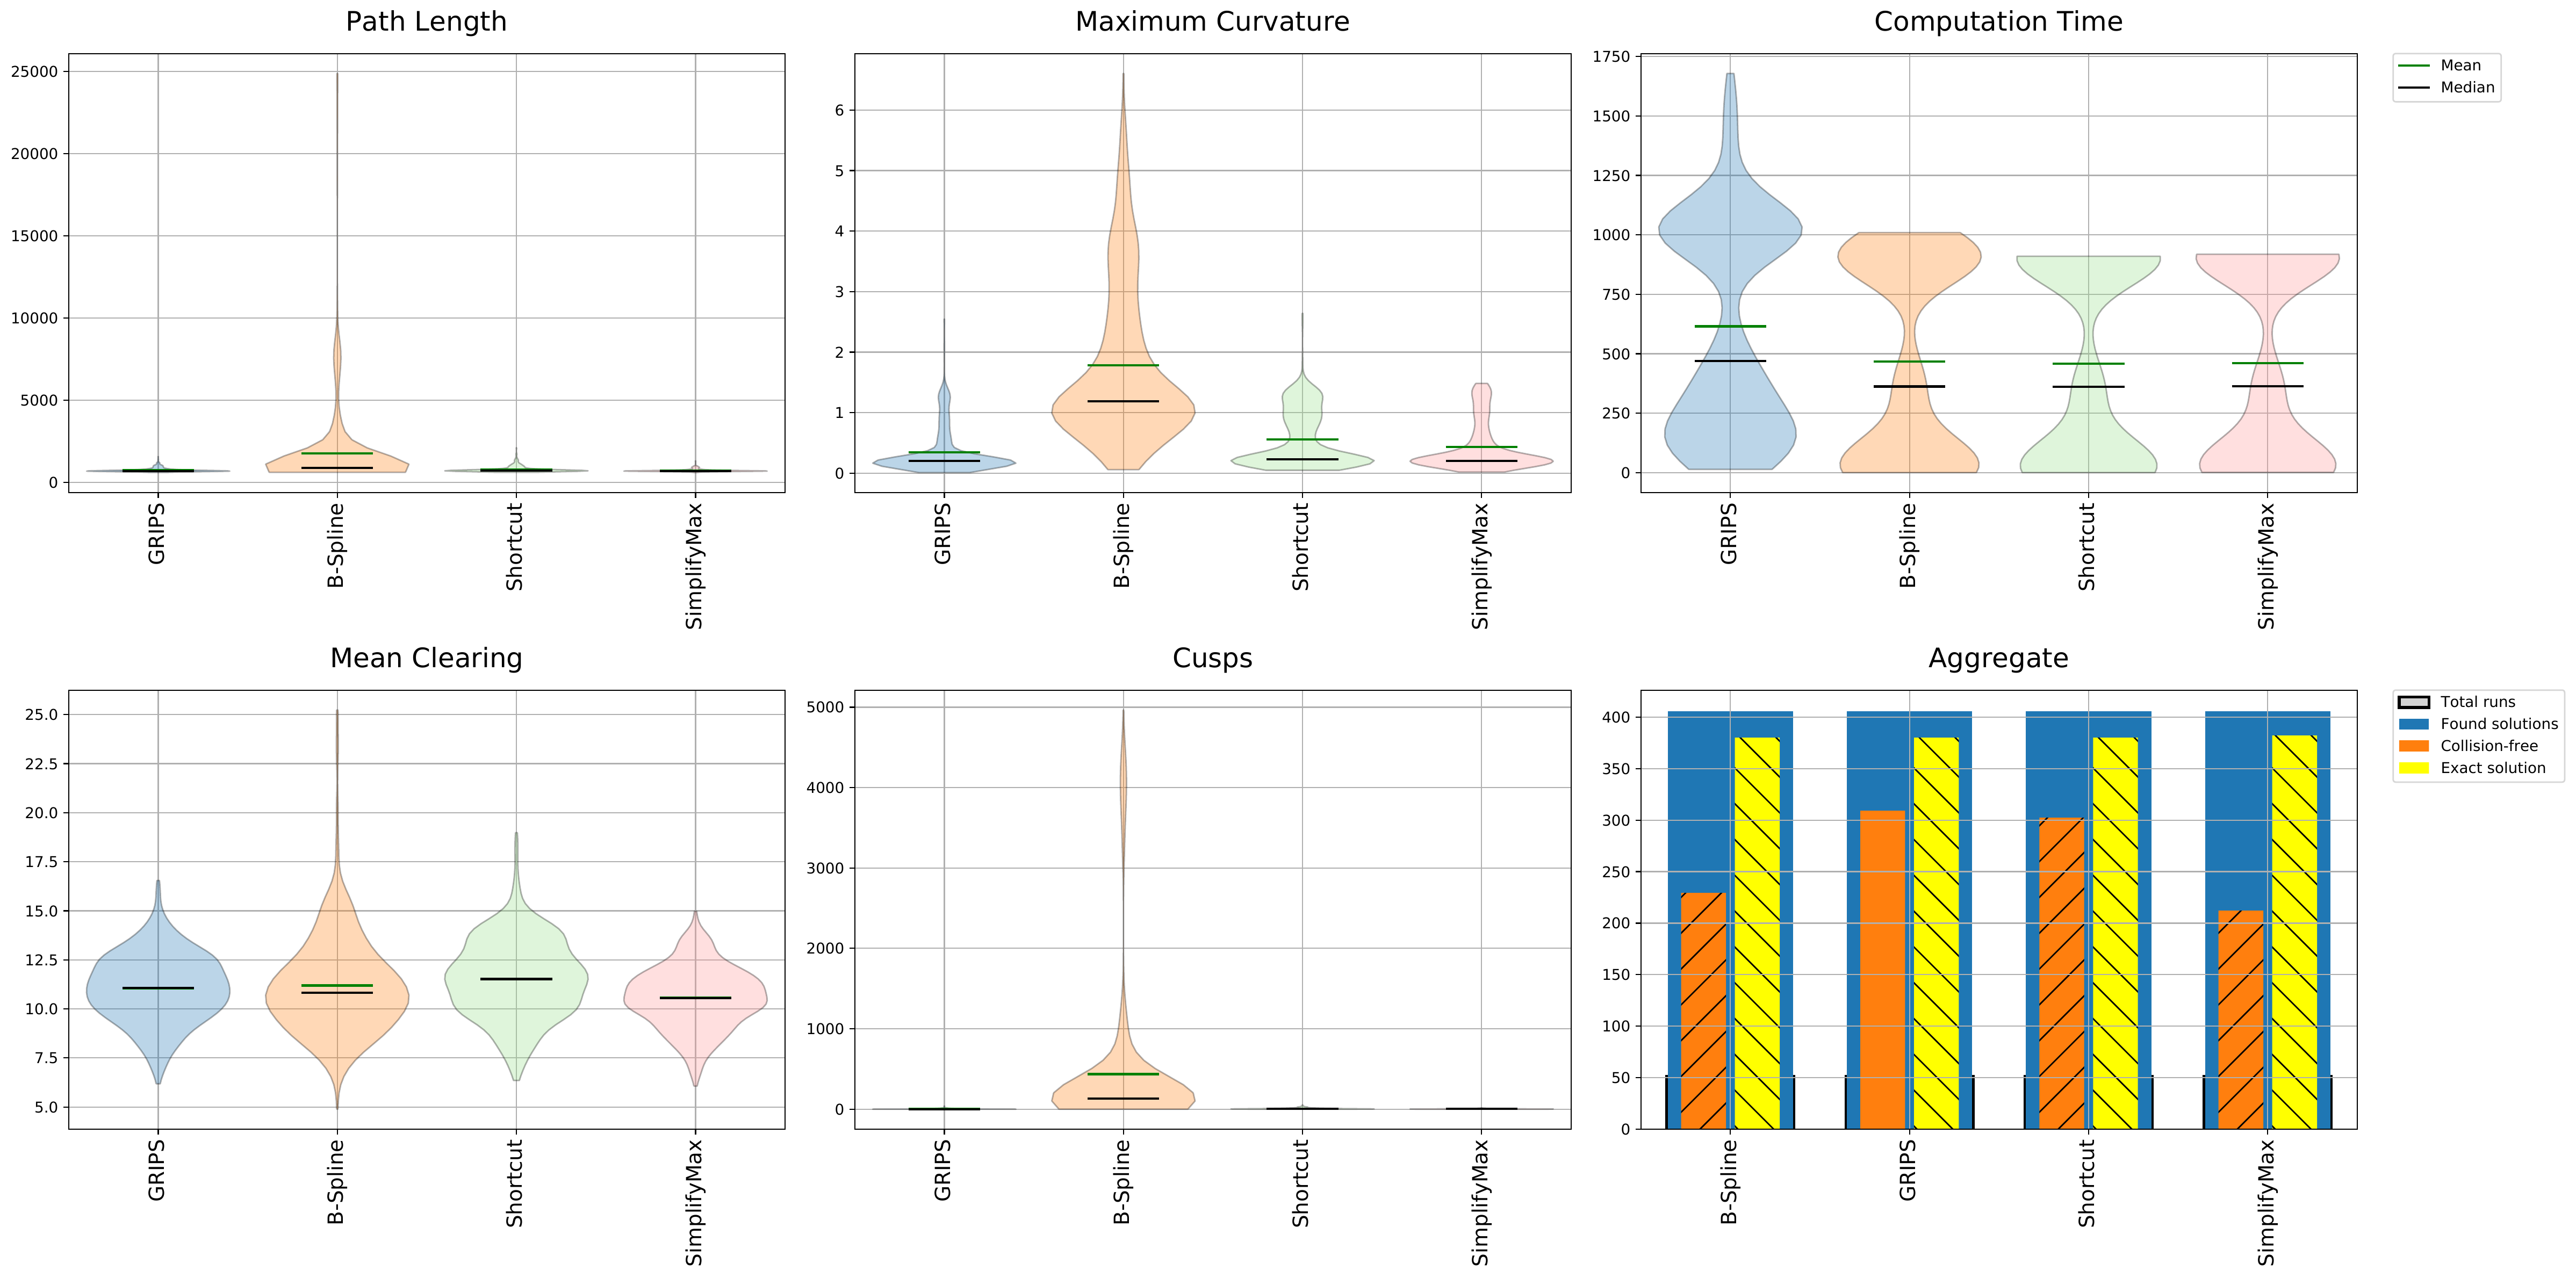 Path Length
25000
20000
15000
10000
5000
0
GRIPS
B-Spline
Shortcut
SimplifyMax
Maximum Curvature
6
5
4
3
2
1
0
GRIPS
B-Spline
Shortcut
SimplifyMax
Computation Time
1750
1500
1250
1000
750
500
250
0
GRIPS
B-Spline
Shortcut
SimplifyMax
Mean
Median
Mean Clearing
25.0
22.5
20.0
17.5
15.0
12.5
10.0
7.5
5.0
GRIPS
B-Spline
Shortcut
SimplifyMax
Cusps
5000
4000
3000
2000
1000
0
GRIPS
B-Spline
Shortcut
SimplifyMax
Aggregate
400
350
300
250
200
150
100
50
0
B-Spline
GRIPS
Shortcut
SimplifyMax
Total runs
Found solutions
Collision-free
Exact solution